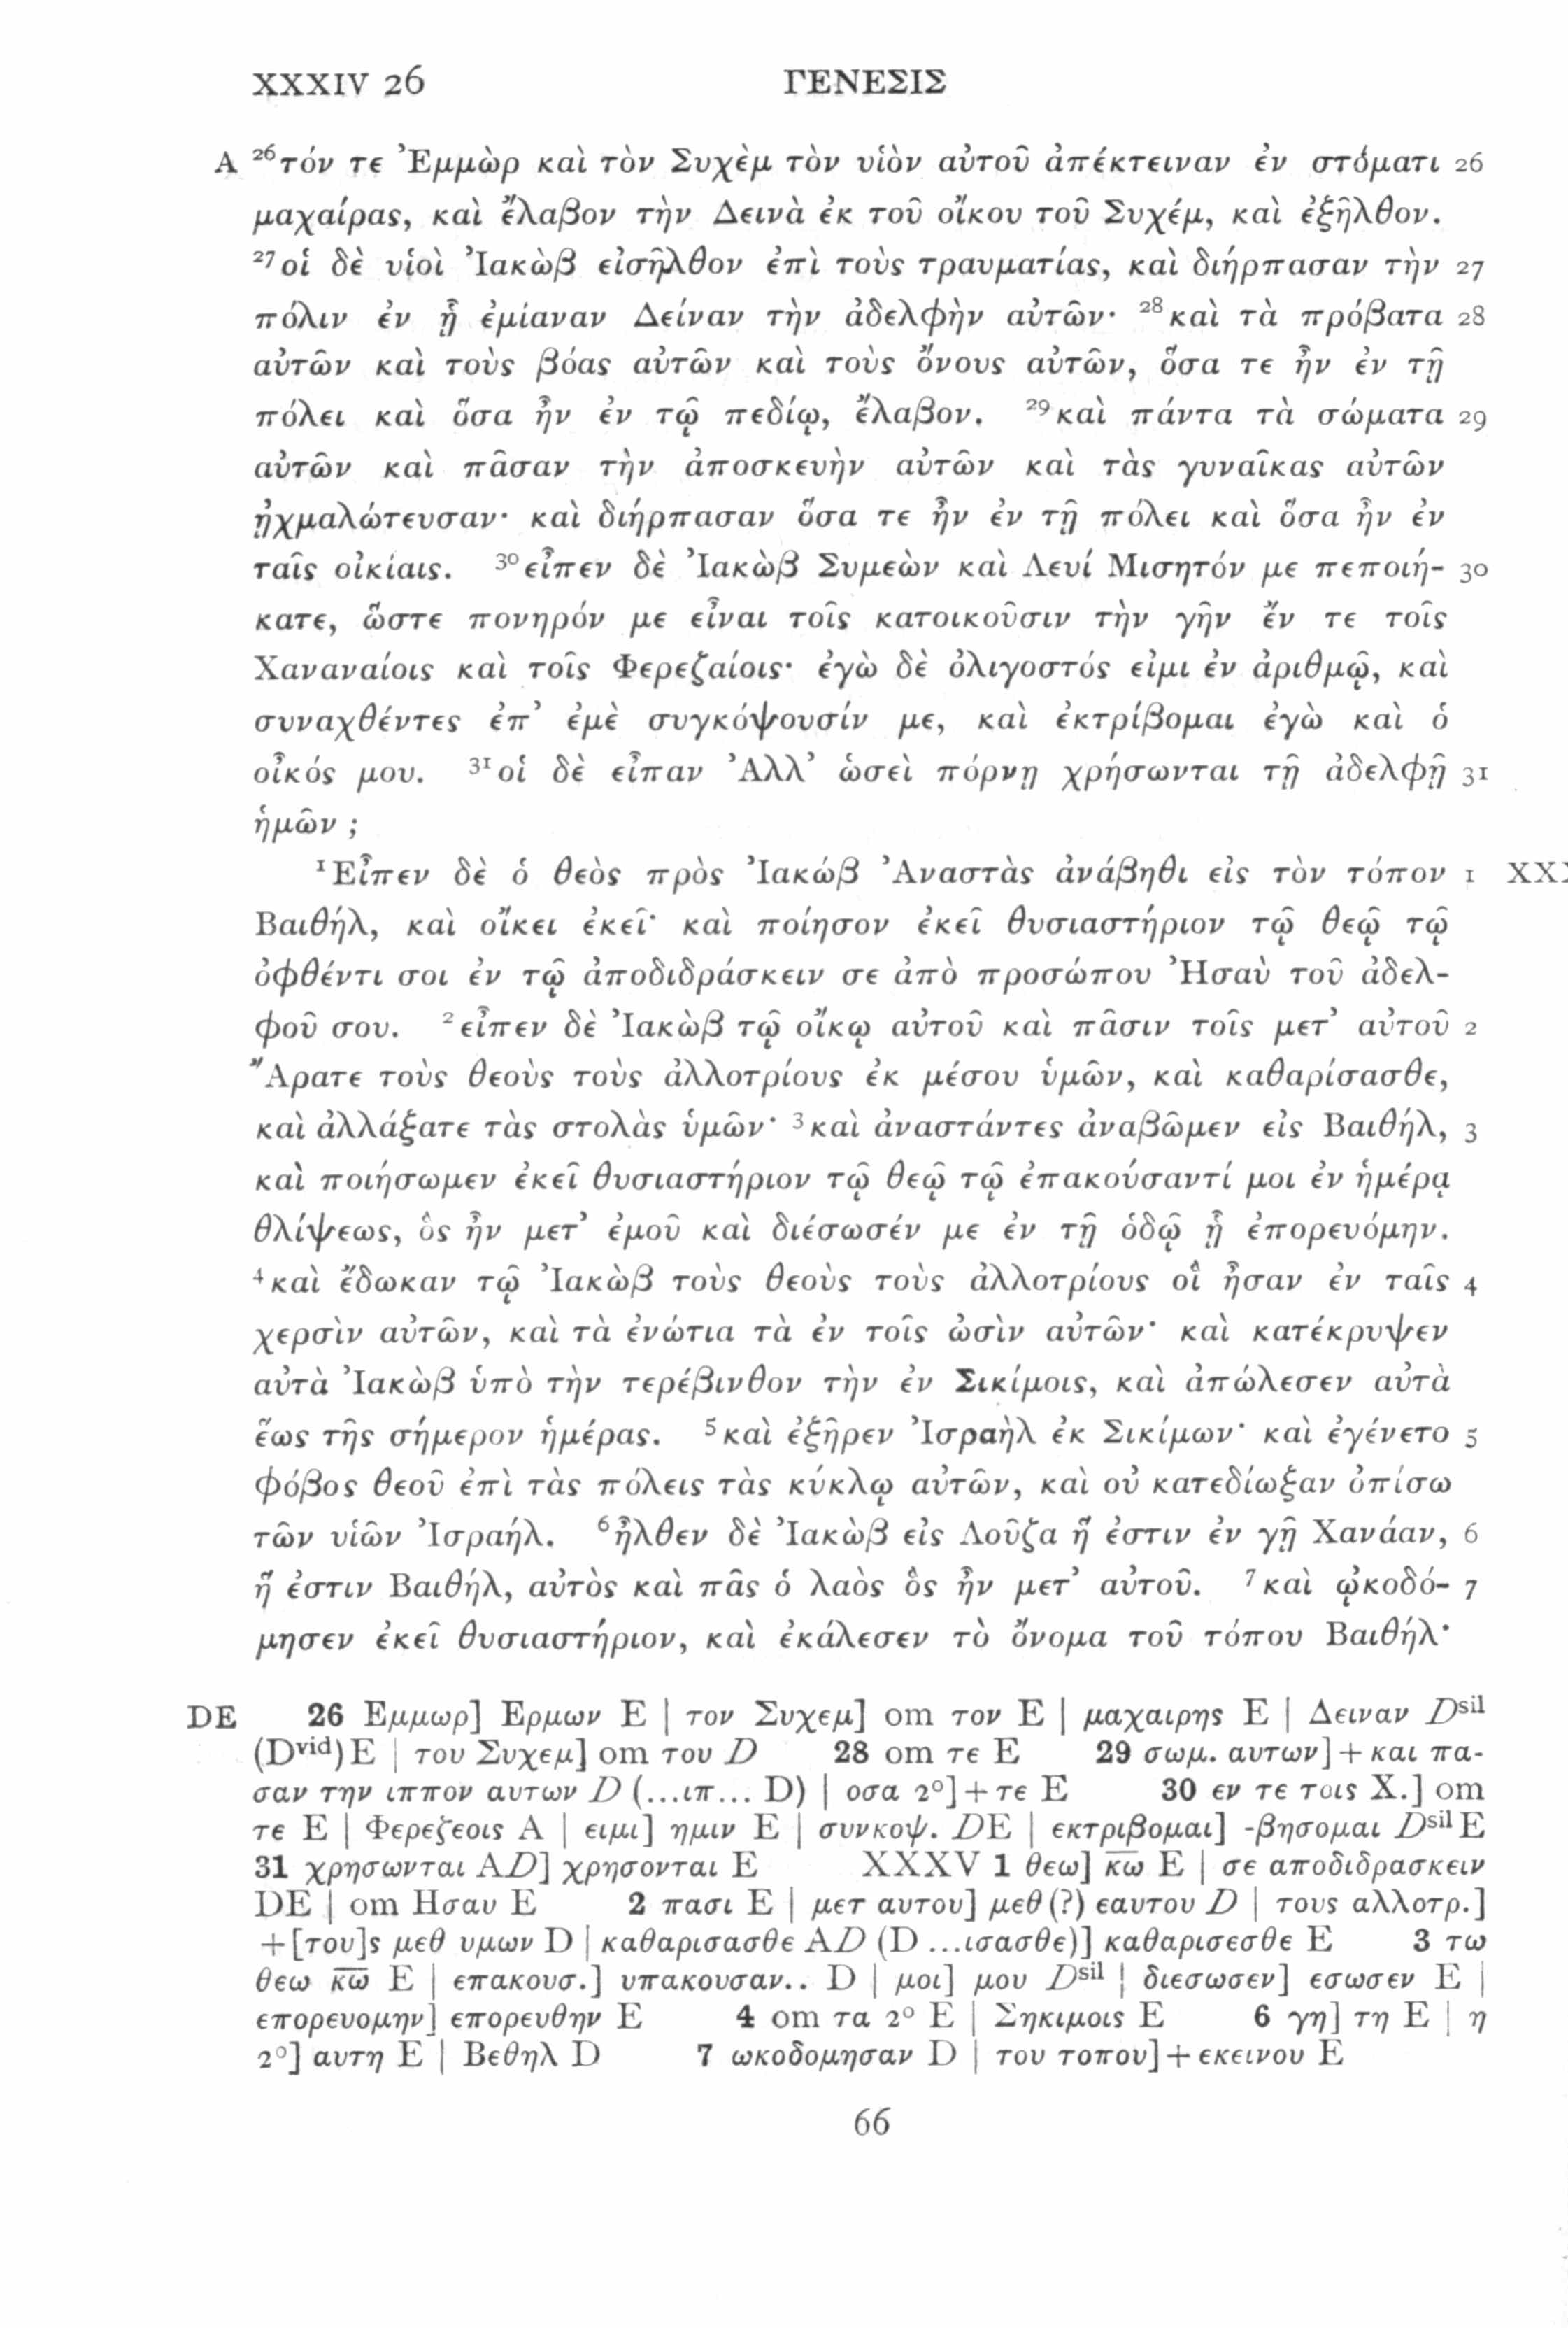 XXXIV 26 ΓΕΝΕΣΙΣ
A ²⁶τόν τε Ἐμμὼρ καὶ τὸν Συχὲμ τὸν υἱὸν αὐτοῦ ἀπέκτειναν ἐν στόματι 26
μαχαίρας, καὶ ἔλαβον τὴν Δεινὰ ἐκ τοῦ οἴκου τοῦ Συχέμ, καὶ ἐξῆλθον.
²⁷οἱ δὲ υἱοὶ Ἰακὼβ εἰσῆλθον ἐπὶ τοὺς τραυματίας, καὶ διήρπασαν τὴν 27
πόλιν ἐν ᾗ ἐμίαναν Δείναν τὴν ἀδελφὴν αὐτῶν· ²⁸καὶ τὰ πρόβατα 28
αὐτῶν καὶ τοὺς βόας αὐτῶν καὶ τοὺς ὄνους αὐτῶν, ὅσα τε ἦν ἐν τῇ
πόλει καὶ ὅσα ἦν ἐν τῷ πεδίῳ, ἔλαβον. ²⁹καὶ πάντα τὰ σώματα 29
αὐτῶν καὶ πᾶσαν τὴν ἀποσκευὴν αὐτῶν καὶ τὰς γυναῖκας αὐτῶν
ᾐχμαλώτευσαν· καὶ διήρπασαν ὅσα τε ἦν ἐν τῇ πόλει καὶ ὅσα ἦν ἐν
ταῖς οἰκίαις. ³⁰εἶπεν δὲ Ἰακὼβ Συμεὼν καὶ Λευί Μισητόν με πεποιή- 30
κατε, ὥστε πονηρόν με εἶναι τοῖς κατοικοῦσιν τὴν γῆν ἔν τε τοῖς
Χαναναίοις καὶ τοῖς Φερεζαίοις· ἐγὼ δὲ ὀλιγοστός εἰμι ἐν ἀριθμῷ, καὶ
συναχθέντες ἐπ᾽ ἐμὲ συγκόψουσίν με, καὶ ἐκτρίβομαι ἐγὼ καὶ ὁ
οἶκός μου. ³¹οἱ δὲ εἶπαν Ἀλλ᾽ ὡσεὶ πόρνῃ χρήσωνται τῇ ἀδελφῇ 31
ἡμῶν ;
¹Εἶπεν δὲ ὁ θεὸς πρὸς Ἰακώβ Ἀναστὰς ἀνάβηθι εἰς τὸν τόπον 1 XX
Βαιθήλ, καὶ οἴκει ἐκεῖ· καὶ ποίησον ἐκεῖ θυσιαστήριον τῷ θεῷ τῷ
ὀφθέντι σοι ἐν τῷ ἀποδιδράσκειν σε ἀπὸ προσώπου Ἠσαὺ τοῦ ἀδελ-
φοῦ σου. ²εἶπεν δὲ Ἰακὼβ τῷ οἴκῳ αὐτοῦ καὶ πᾶσιν τοῖς μετ᾽ αὐτοῦ 2
Ἄρατε τοὺς θεοὺς τοὺς ἀλλοτρίους ἐκ μέσου ὑμῶν, καὶ καθαρίσασθε,
καὶ ἀλλάξατε τὰς στολὰς ὑμῶν· ³καὶ ἀναστάντες ἀναβῶμεν εἰς Βαιθήλ, 3
καὶ ποιήσωμεν ἐκεῖ θυσιαστήριον τῷ θεῷ τῷ ἐπακούσαντί μοι ἐν ἡμέρᾳ
θλίψεως, ὃς ἦν μετ᾽ ἐμοῦ καὶ διέσωσέν με ἐν τῇ ὁδῷ ᾗ ἐπορευόμην.
⁴καὶ ἔδωκαν τῷ Ἰακὼβ τοὺς θεοὺς τοὺς ἀλλοτρίους οἳ ἦσαν ἐν ταῖς 4
χερσὶν αὐτῶν, καὶ τὰ ἐνώτια τὰ ἐν τοῖς ὠσὶν αὐτῶν· καὶ κατέκρυψεν
αὐτὰ Ἰακὼβ ὑπὸ τὴν τερέβινθον τὴν ἐν Σικίμοις, καὶ ἀπώλεσεν αὐτὰ
ἕως τῆς σήμερον ἡμέρας. ⁵καὶ ἐξῆρεν Ἰσραὴλ ἐκ Σικίμων· καὶ ἐγένετο 5
φόβος θεοῦ ἐπὶ τὰς πόλεις τὰς κύκλῳ αὐτῶν, καὶ οὐ κατεδίωξαν ὀπίσω
τῶν υἱῶν Ἰσραήλ. ⁶ἦλθεν δὲ Ἰακὼβ εἰς Λοῦζα ἥ ἐστιν ἐν γῇ Χανάαν, 6
ἥ ἐστιν Βαιθήλ, αὐτὸς καὶ πᾶς ὁ λαὸς ὃς ἦν μετ᾽ αὐτοῦ. ⁷καὶ ᾠκοδό- 7
μησεν ἐκεῖ θυσιαστήριον, καὶ ἐκάλεσεν τὸ ὄνομα τοῦ τόπου Βαιθήλ·
DE 26 Εμμωρ] Ερμων E | τον Συχεμ] om τον E | μαχαιρης E | Δειναν D^sil
(D^vid) E | του Συχεμ] om του D 28 om τε E 29 σωμ. αυτων] + και πα-
σαν την ιππον αυτων D (...ιπ... D) | οσα 2°] + τε E 30 εν τε τοις Χ.] om
τε E | Φερεζεοις A | ειμι] ημιν E | συνκοψ. DE | εκτριβομαι] -βησομαι D^sil E
31 χρησωνται AD] χρησονται E XXXV 1 θεω] κ̅ω̅ E | σε αποδιδρασκειν
DE | om Ησαυ E 2 πασι E | μετ αυτου] μεθ (?) εαυτου D | τους αλλοτρ.]
+ [του]ς μεθ υμων D | καθαρισασθε AD (D ...ισασθε)] καθαρισεσθε E 3 τω
θεω κ̅ω̅ E | επακουσ.] υπακουσαν.. D | μοι] μου D^sil | διεσωσεν] εσωσεν E |
επορευομην] επορευθην E 4 om τα 2° E | Σηκιμοις E 6 γη] τη E | η
2°] αυτη E | Βεθηλ D 7 ωκοδομησαν D | του τοπου] + εκεινου E
66